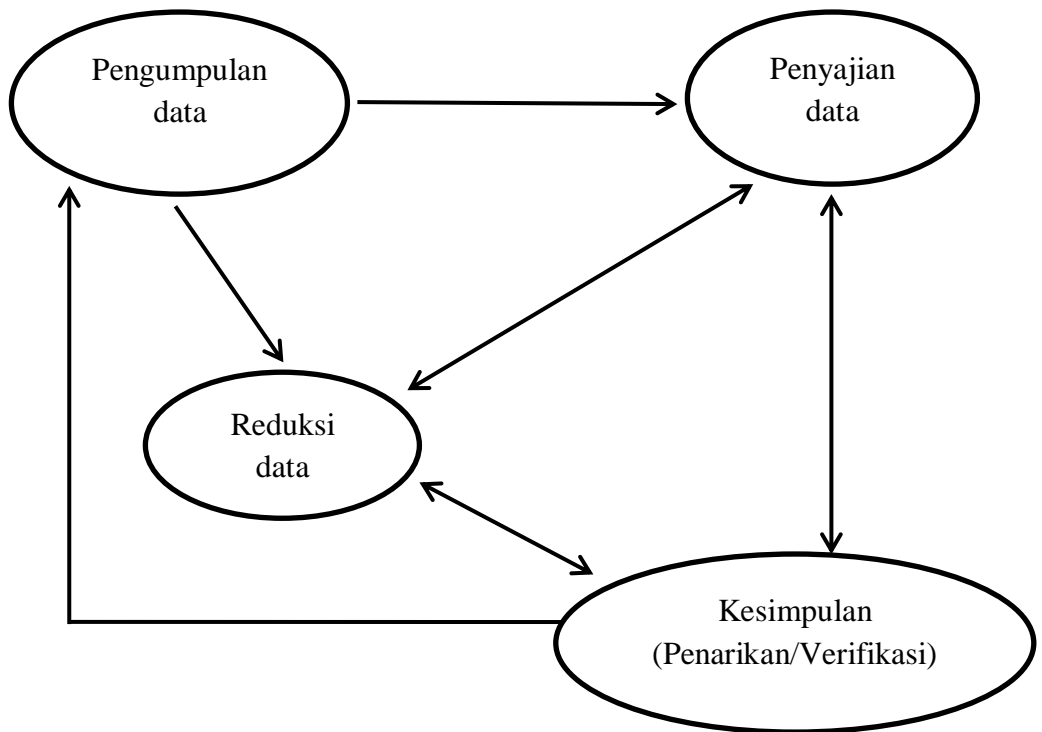 Pengumpulan
data
Penyajian
data
Reduksi
data
Kesimpulan
(Penarikan/Verifikasi)